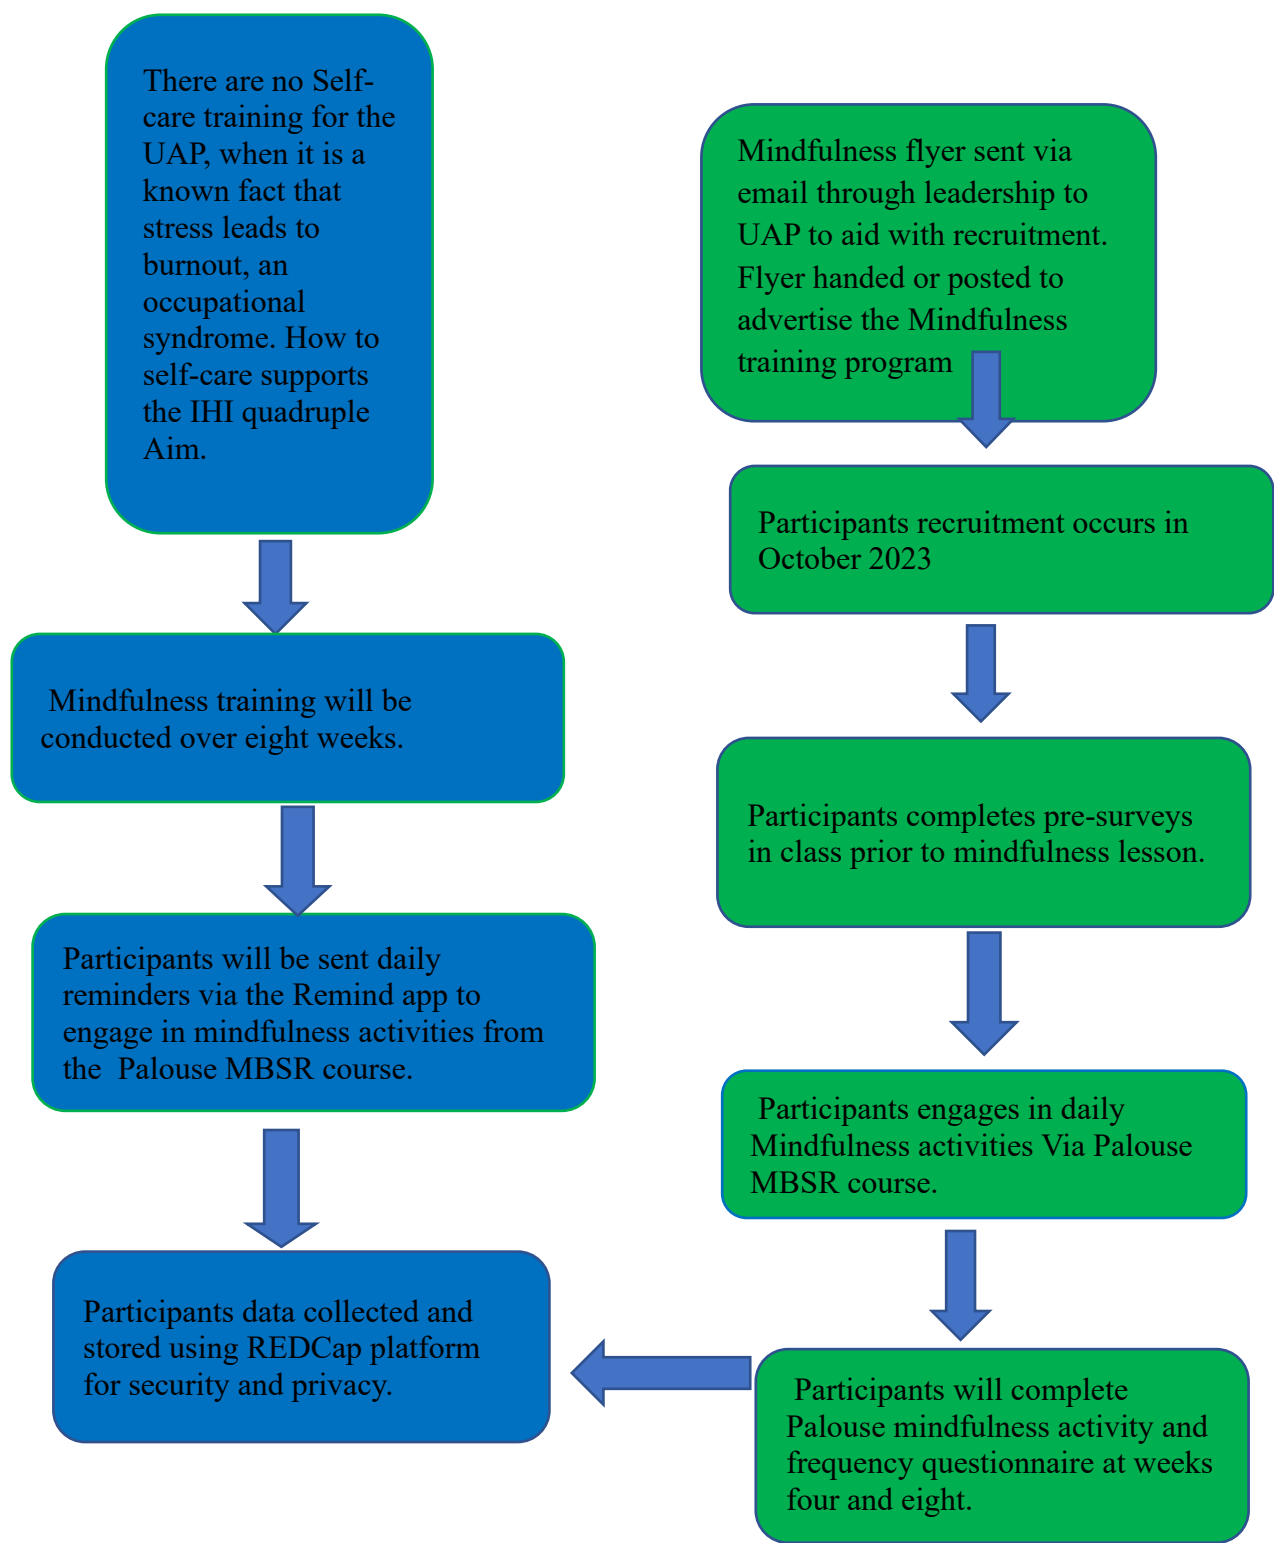 There are no Self-
care training for the
UAP, when it is a
known fact that
stress leads to
burnout, an
occupational
syndrome. How to
self-care supports
the IHI quadruple
Aim.
Mindfulness training will be
conducted over eight weeks.
Participants will be sent daily
reminders via the Remind app to
engage in mindfulness activities from
the  Palouse MBSR course.
Participants data collected and
stored using REDCap platform
for security and privacy.
Mindfulness flyer sent via
email through leadership to
UAP to aid with recruitment.
Flyer handed or posted to
advertise the Mindfulness
training program
Participants recruitment occurs in
October 2023
Participants completes pre-surveys
in class prior to mindfulness lesson.
Participants engages in daily
Mindfulness activities Via Palouse
MBSR course.
Participants will complete
Palouse mindfulness activity and
frequency questionnaire at weeks
four and eight.